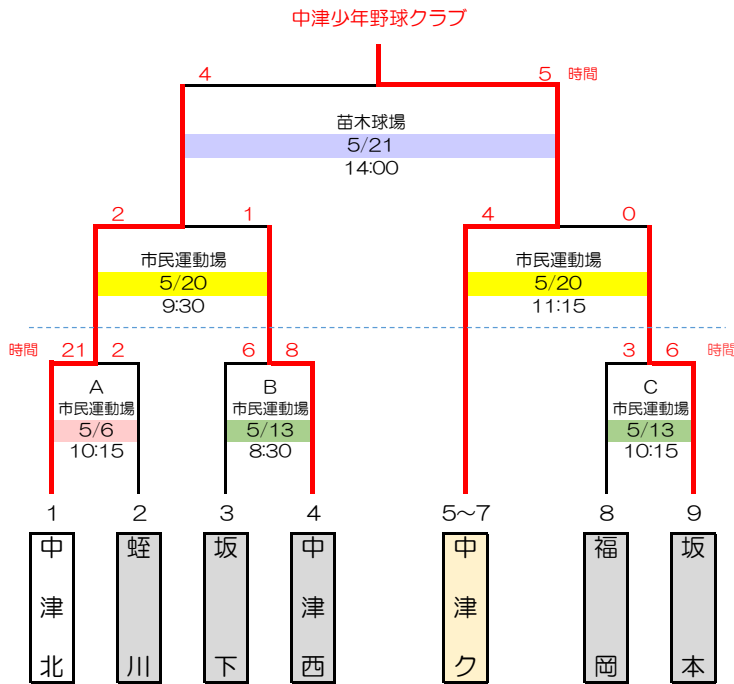 中津少年野球クラブ
4 5 時間
苗木球場
5/21
14:00
2 1 4 0
市民運動場 市民運動場
5/20 5/20
9:30 11:15
時間 21 2 6 8 3 6 時間
A B C
市民運動場 市民運動場 市民運動場
5/6 5/13 5/13
10:15 8:30 10:15
1 2 3 4 5~7 8 9
中津北
蛭川
坂下
中津西
中津ク
福岡
坂本